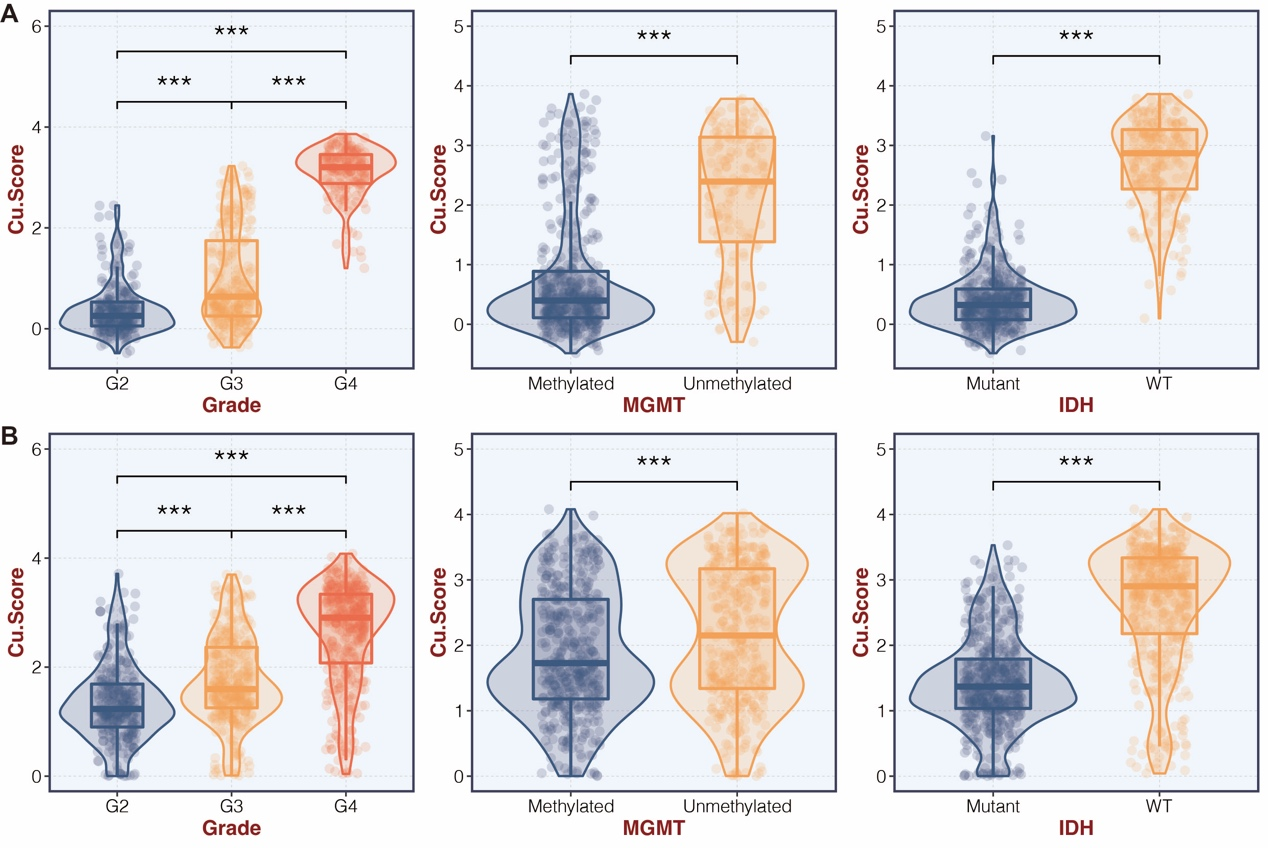 A
Cu.Score
6
4
2
0
***
***
***
G2
G3
G4
Grade
Cu.Score
5
4
3
2
1
0
***
Methylated
Unmethylated
MGMT
Cu.Score
5
4
3
2
1
0
***
Mutant
WT
IDH
B
Cu.Score
6
4
2
0
***
***
***
G2
G3
G4
Grade
Cu.Score
5
4
3
2
1
0
***
Methylated
Unmethylated
MGMT
Cu.Score
5
4
3
2
1
0
***
Mutant
WT
IDH